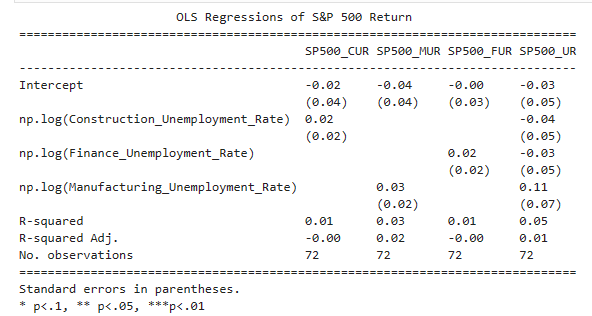 OLS Regressions of S&P 500 Return
==========================================================================
SP500_CUR SP500_MUR SP500_FUR SP500_UR
--------------------------------------------------------------------------
Intercept -0.02 -0.04 -0.00 -0.03
(0.04) (0.04) (0.03) (0.05)
np.log(Construction_Unemployment_Rate) 0.02 -0.04
(0.02) (0.05)
np.log(Finance_Unemployment_Rate) 0.02 -0.03
(0.02) (0.05)
np.log(Manufacturing_Unemployment_Rate) 0.03 0.11
(0.02) (0.07)
R-squared 0.01 0.03 0.01 0.05
R-squared Adj. -0.00 0.02 -0.00 0.01
No. observations 72 72 72 72
==========================================================================
Standard errors in parentheses.
* p<.1, ** p<.05, ***p<.01